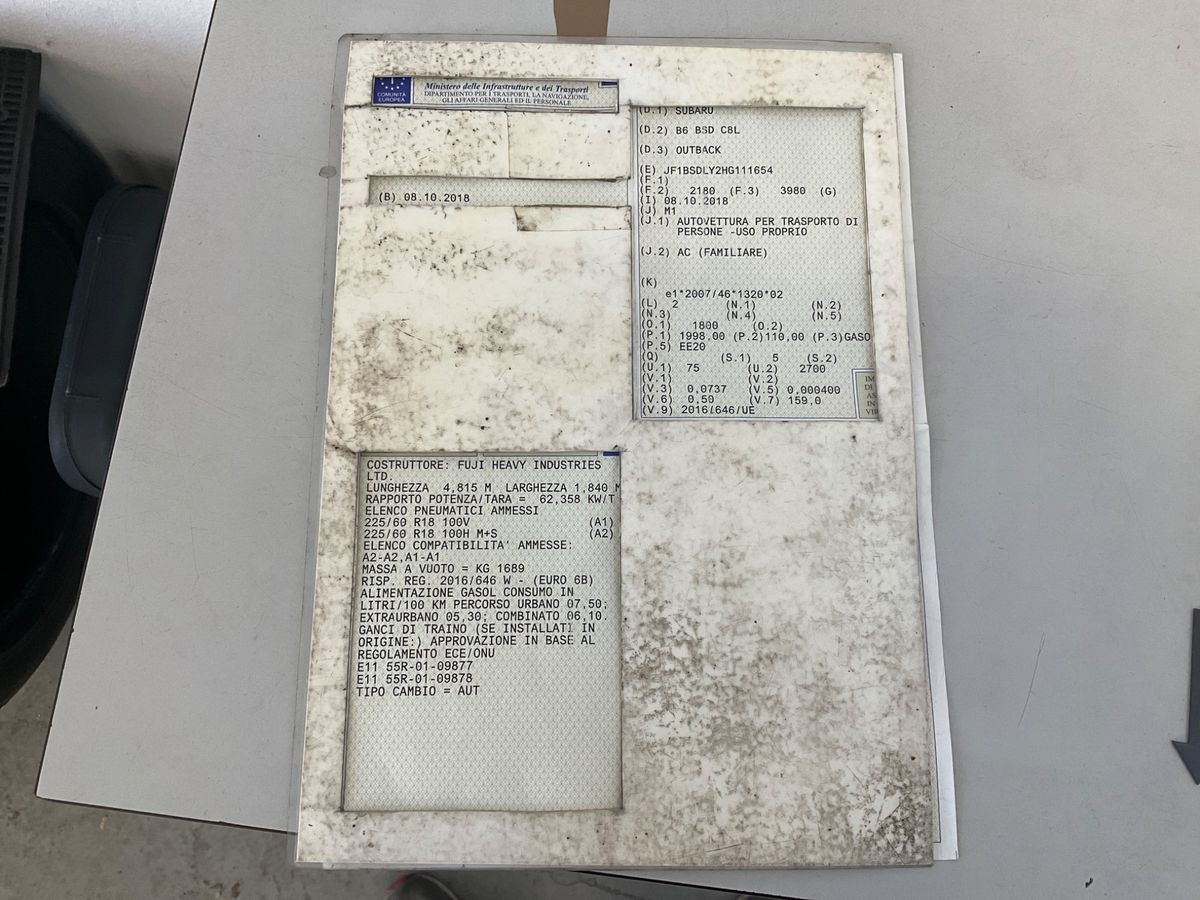 COMUNITÀ
EUROPEA
Ministero delle Infrastrutture e dei Trasporti
DIPARTIMENTO PER I TRASPORTI, LA NAVIGAZIONE,
GLI AFFARI GENERALI ED IL PERSONALE
(B) 08.10.2018
(D.1) SUBARU
(D.2) B6 BSD C8L
(D.3) OUTBACK
(E) JF1BSDLY2HG111654
(F.1)
(F.2) 2180 (F.3) 3980 (G)
(I) 08.10.2018
(J) M1
(J.1) AUTOVETTURA PER TRASPORTO DI
PERSONE -USO PROPRIO
(J.2) AC (FAMILIARE)
(K)
e1*2007/46*1320*02
(L) 2 (N.1) (N.2)
(N.3) (N.4) (N.5)
(O.1) 1800 (O.2)
(P.1) 1998,00 (P.2)110,00 (P.3)GASO
(P.5) EE20
(Q) (S.1) 5 (S.2)
(U.1) 75 (U.2) 2700
(V.1) (V.2)
(V.3) 0,0737 (V.5) 0,000400
(V.6) 0,50 (V.7) 159,0
(V.9) 2016/646/UE
IM
DI
AS
IN
VIR
COSTRUTTORE: FUJI HEAVY INDUSTRIES
LTD.
LUNGHEZZA 4,815 M LARGHEZZA 1,840 M
RAPPORTO POTENZA/TARA = 62,358 KW/T
ELENCO PNEUMATICI AMMESSI
225/60 R18 100V (A1)
225/60 R18 100H M+S (A2)
ELENCO COMPATIBILITA' AMMESSE:
A2-A2,A1-A1
MASSA A VUOTO = KG 1689
RISP. REG. 2016/646 W - (EURO 6B)
ALIMENTAZIONE GASOL CONSUMO IN
LITRI/100 KM PERCORSO URBANO 07,50;
EXTRAURBANO 05,30; COMBINATO 06,10.
GANCI DI TRAINO (SE INSTALLATI IN
ORIGINE:) APPROVAZIONE IN BASE AL
REGOLAMENTO ECE/ONU
E11 55R-01-09877
E11 55R-01-09878
TIPO CAMBIO = AUT